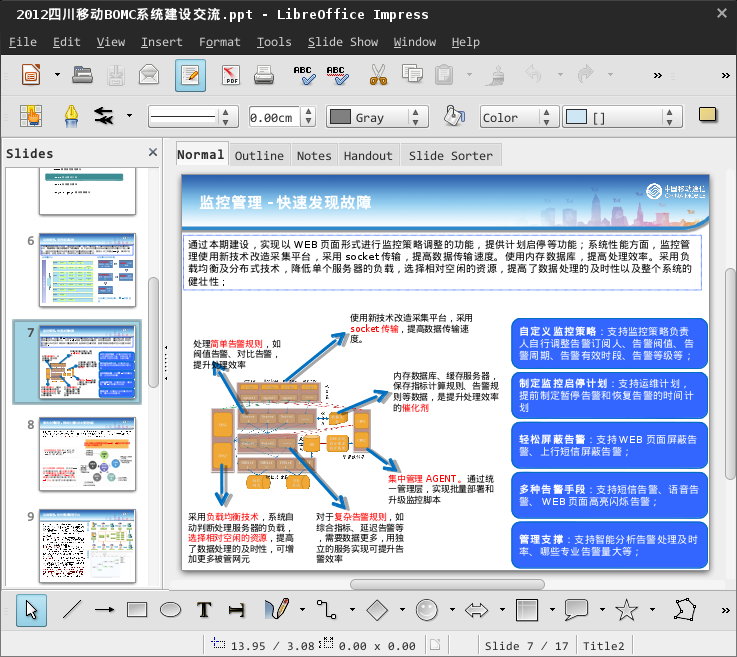 2012四川移动BOMC系统建设交流.ppt - LibreOffice Impress
File Edit View Insert Format Tools Slide Show Window Help
ABC ABC
0.00cm Gray Color []
Slides
Normal Outline Notes Handout Slide Sorter
6
7
8
9
监控管理 -快速发现故障
中国移动通信
CHINA MOBILE
通过本期建设，实现以 WEB 页面形式进行监控策略调整的功能，提供计划启停等功能；系统性能方面，监控管
理使用新技术改造采集平台，采用 socket 传输，提高数据传输速度。使用内存数据库，提高处理效率。采用负
载均衡及分布式技术，降低单个服务器的负载，选择相对空闲的资源，提高了数据处理的及时性以及整个系统的
健壮性；
使用新技术改造采集平台，采用
socket 传输，提高数据传输速
度。
处理简单告警规则，如
阀值告警、对比告警，
提升处理效率
内存数据库、缓存服务器，
保存指标计算规则、告警规
则等数据，是提升处理效率
的催化剂
集中管理 AGENT。通过统
一管理层，实现批量部署和
升级监控脚本
采用负载均衡技术，系统自
动判断处理服务器的负载，
选择相对空闲的资源，提高
了数据处理的及时性，可增
加更多被管网元
对于复杂告警规则，如
综合指标、延迟告警等
，需要数据更多，用独
立的服务实现可提升告
警效率
自定义监控策略：支持监控策略负责
人自行调整告警订阅人、告警阀值、告
警周期、告警有效时段、告警等级等；
制定监控启停计划：支持运维计划，
提前制定暂停告警和恢复告警的时间计
划
轻松屏蔽告警：支持WEB 页面屏蔽告
警、上行短信屏蔽告警；
多种告警手段：支持短信告警、语音告
警、 WEB 页面高亮闪烁告警；
管理支撑：支持智能分析告警处理及时
率、哪些专业告警量大等；
13.95 / 3.08 0.00 x 0.00 Slide 7 / 17 Title2